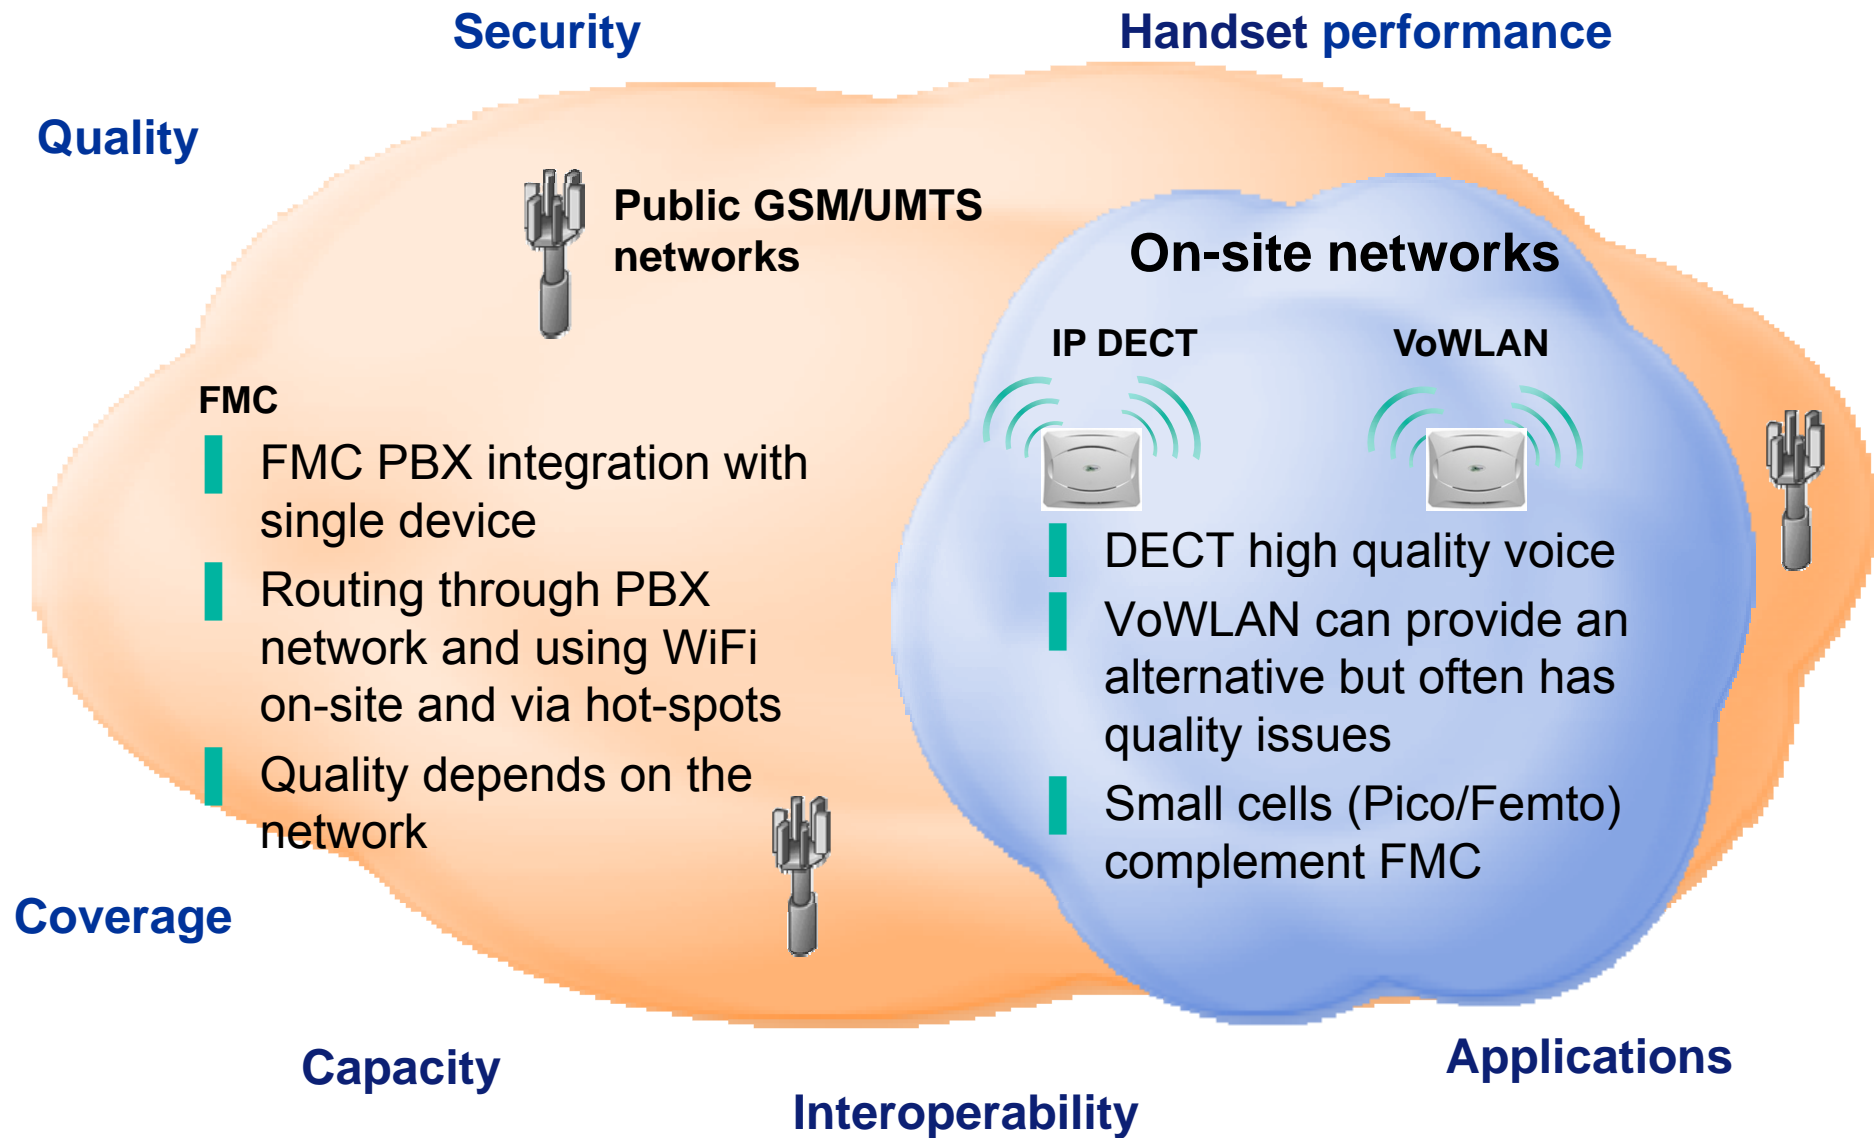 Security
Handset performance
Quality
Public GSM/UMTS
networks
On-site networks
IP DECT
VoWLAN
FMC
FMC PBX integration with
single device
Routing through PBX
network and using WiFi
on-site and via hot-spots
Quality depends on the
network
DECT high quality voice
VoWLAN can provide an
alternative but often has
quality issues
Small cells (Pico/Femto)
complement FMC
Coverage
Capacity
Interoperability
Applications